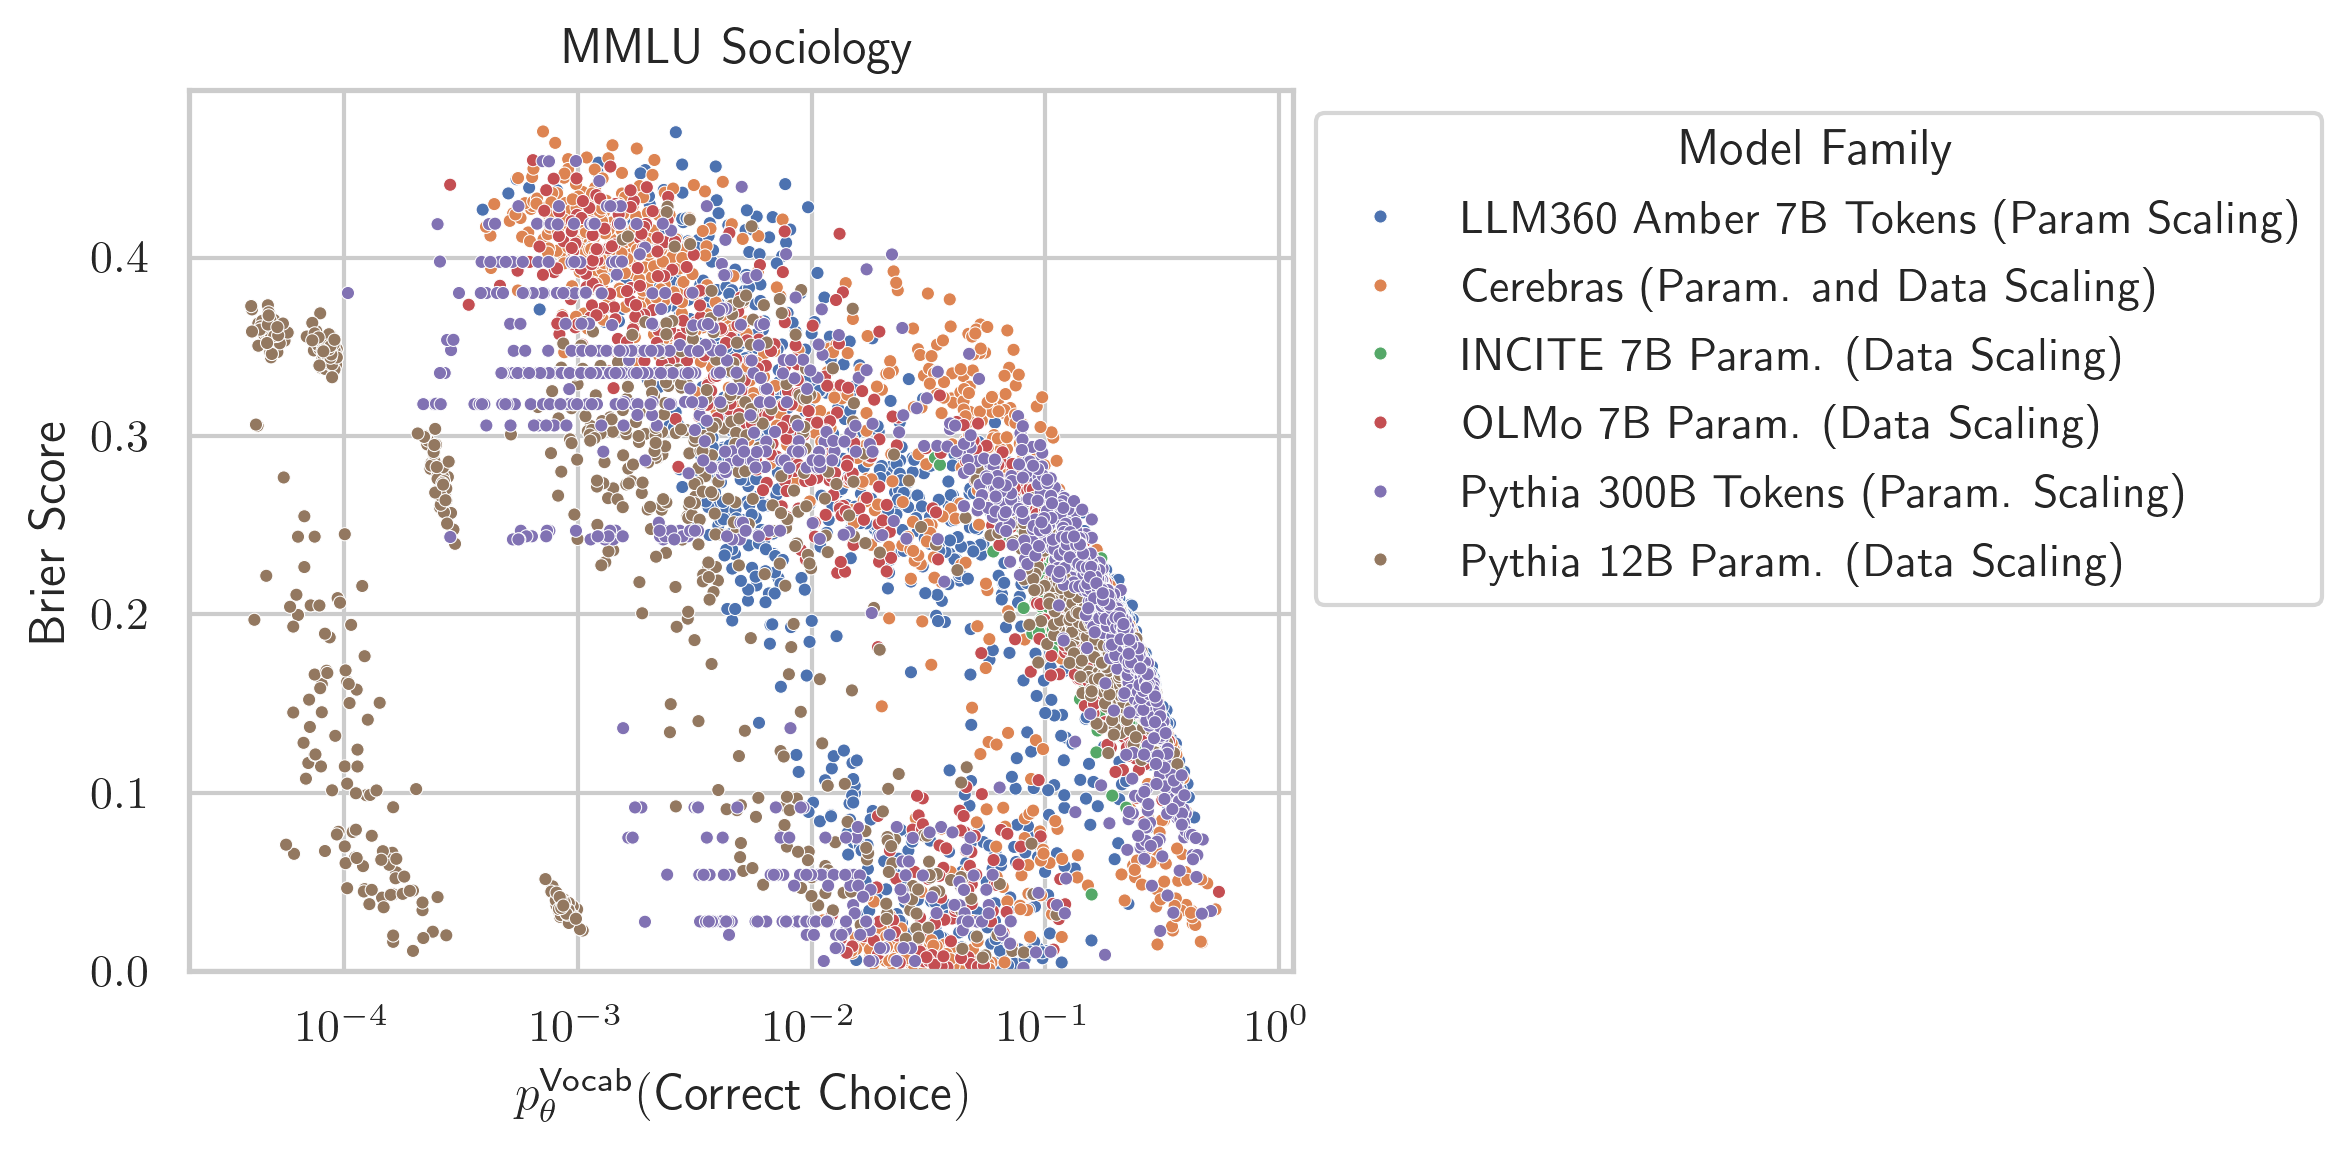 MMLU Sociology
Brier Score
0.4
0.3
0.2
0.1
0.0
10⁻⁴ 10⁻³ 10⁻² 10⁻¹ 10⁰
p_θ^Vocab(Correct Choice)
Model Family
LLM360 Amber 7B Tokens (Param Scaling)
Cerebras (Param. and Data Scaling)
INCITE 7B Param. (Data Scaling)
OLMo 7B Param. (Data Scaling)
Pythia 300B Tokens (Param. Scaling)
Pythia 12B Param. (Data Scaling)